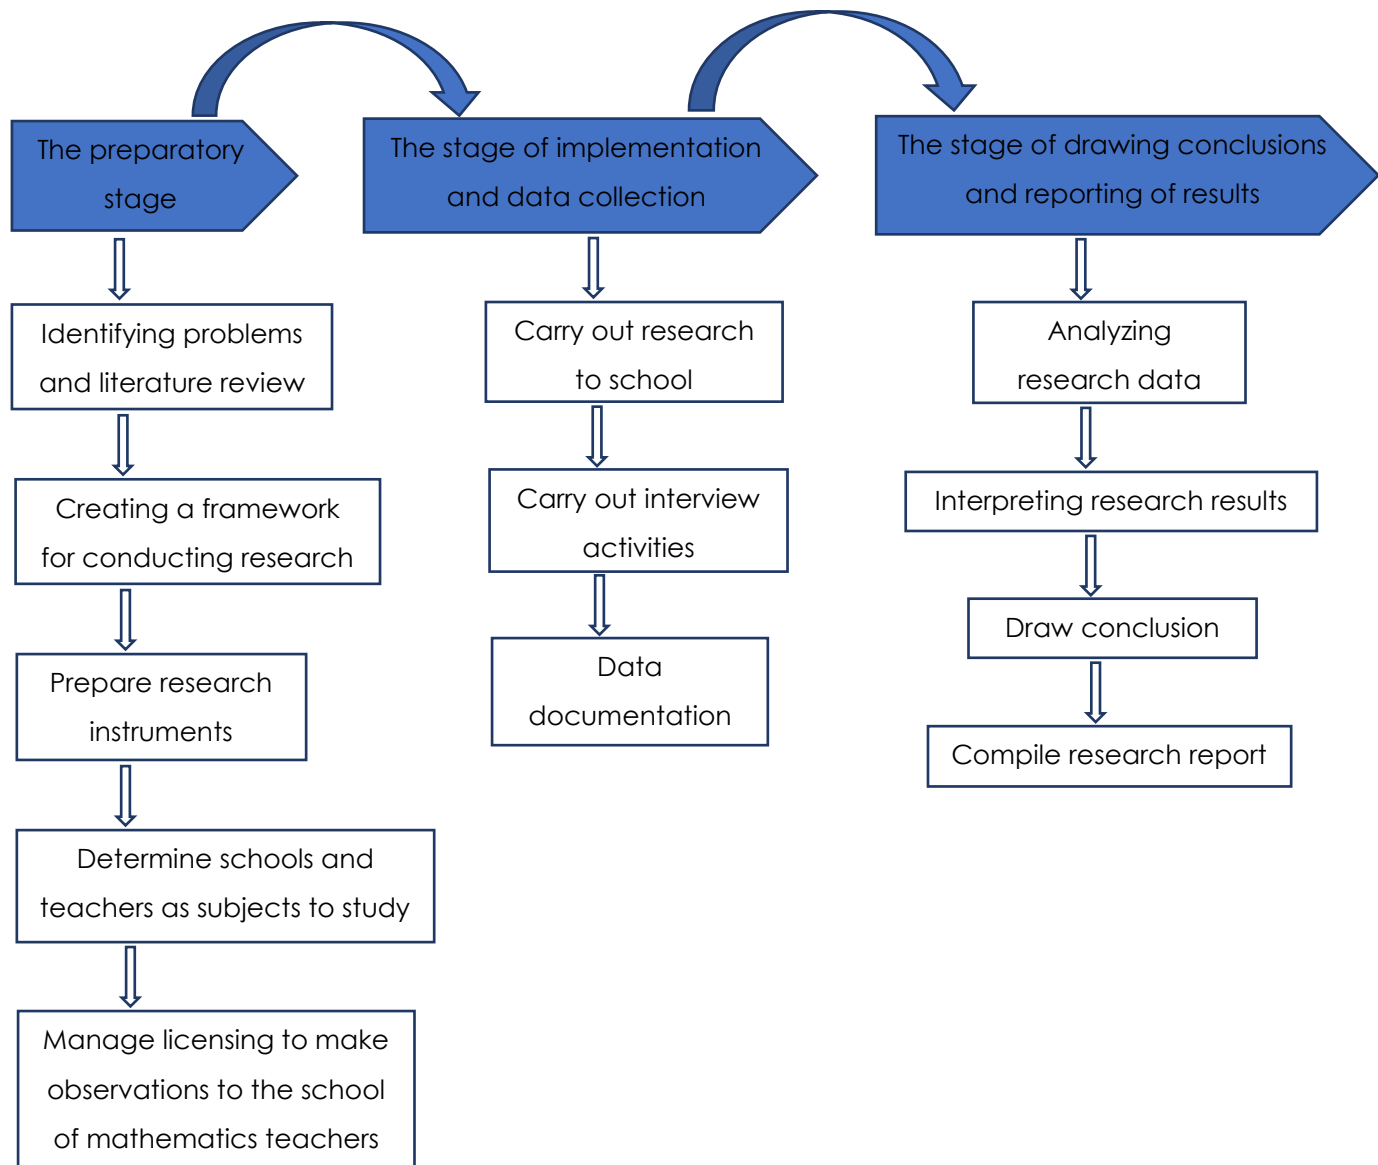 The preparatory
stage
Identifying problems
and literature review
Creating a framework
for conducting research
Prepare research
instruments
Determine schools and
teachers as subjects to study
Manage licensing to make
observations to the school
of mathematics teachers
The stage of implementation
and data collection
Carry out research
to school
Carry out interview
activities
Data
documentation
The stage of drawing conclusions
and reporting of results
Analyzing
research data
Interpreting research results
Draw conclusion
Compile research report